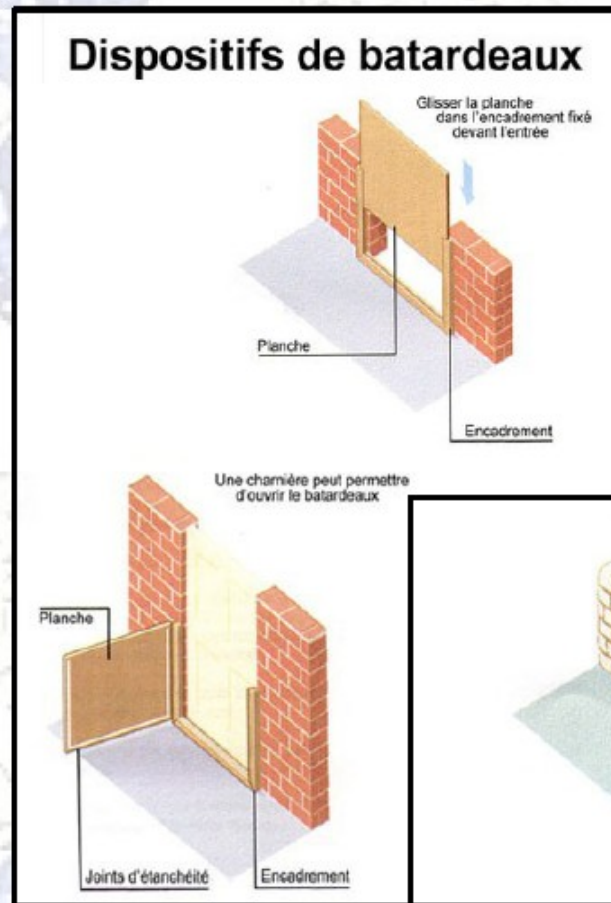 Dispositifs de batardeaux
Glisser la planche
dans l'encadrement fixé
devant l'entrée
Planche
Encadrement
Une charnière peut permettre
d'ouvrir le batardeaux
Planche
Joints d'étanchéité
Encadrement